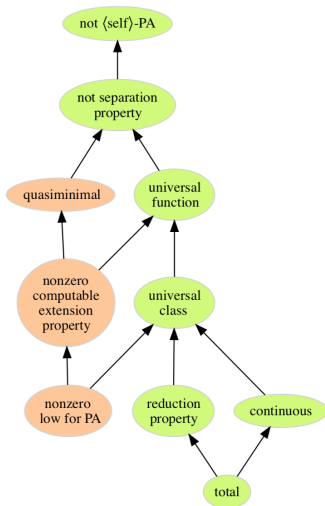 not ⟨self⟩-PA
not separation
property
quasiminimal
universal
function
nonzero
computable
extension
property
universal
class
nonzero
low for PA
reduction
property
continuous
total